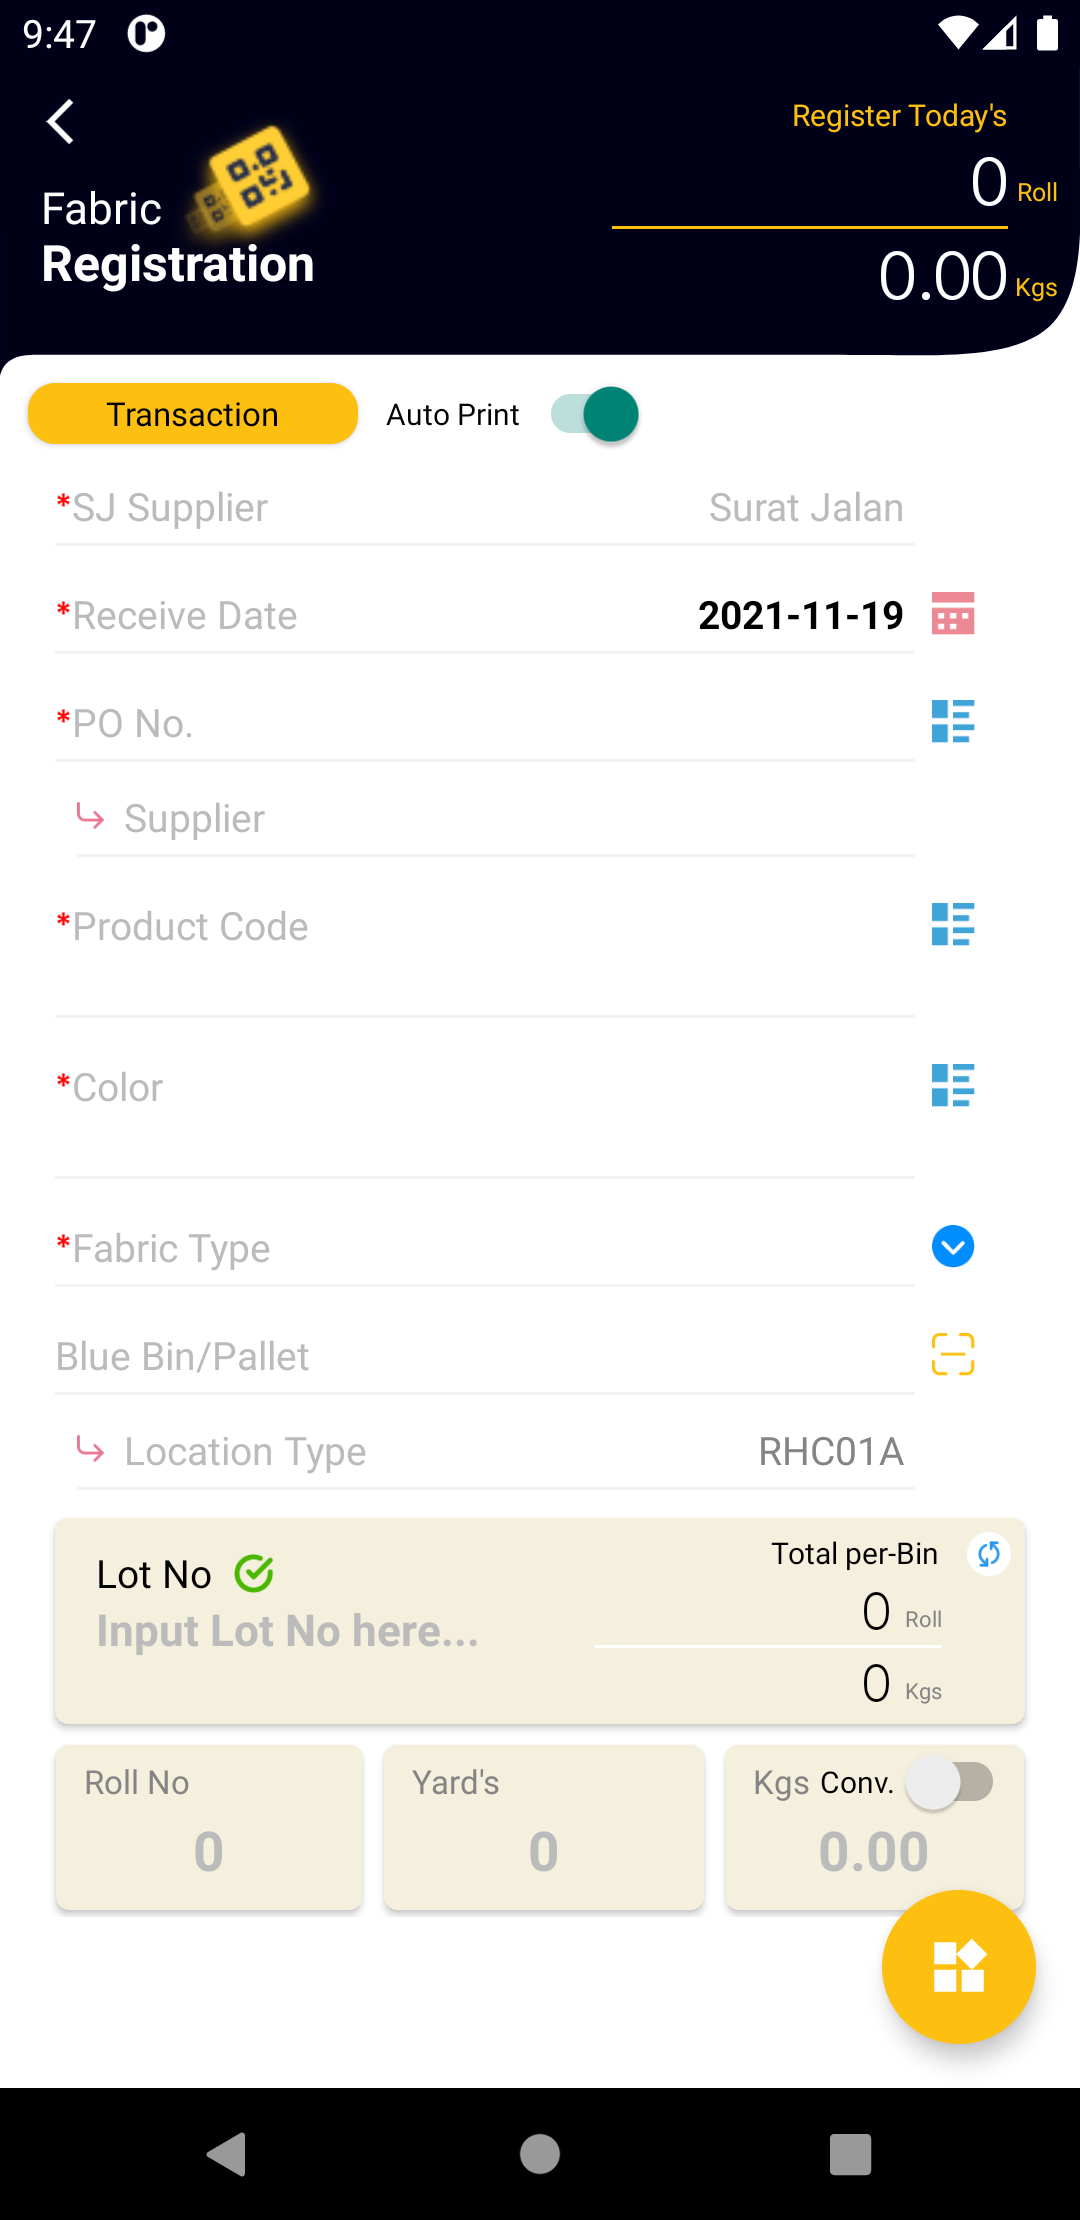 9:47
Register Today's
0 Roll
Fabric
Registration
0.00 Kgs
Transaction Auto Print
*SJ Supplier Surat Jalan
*Receive Date 2021-11-19
*PO No.
Supplier
*Product Code
*Color
*Fabric Type
Blue Bin/Pallet
Location Type RHC01A
Total per-Bin
Lot No
0 Roll
Input Lot No here...
0 Kgs
Roll No Yard's Kgs Conv.
0 0 0.00